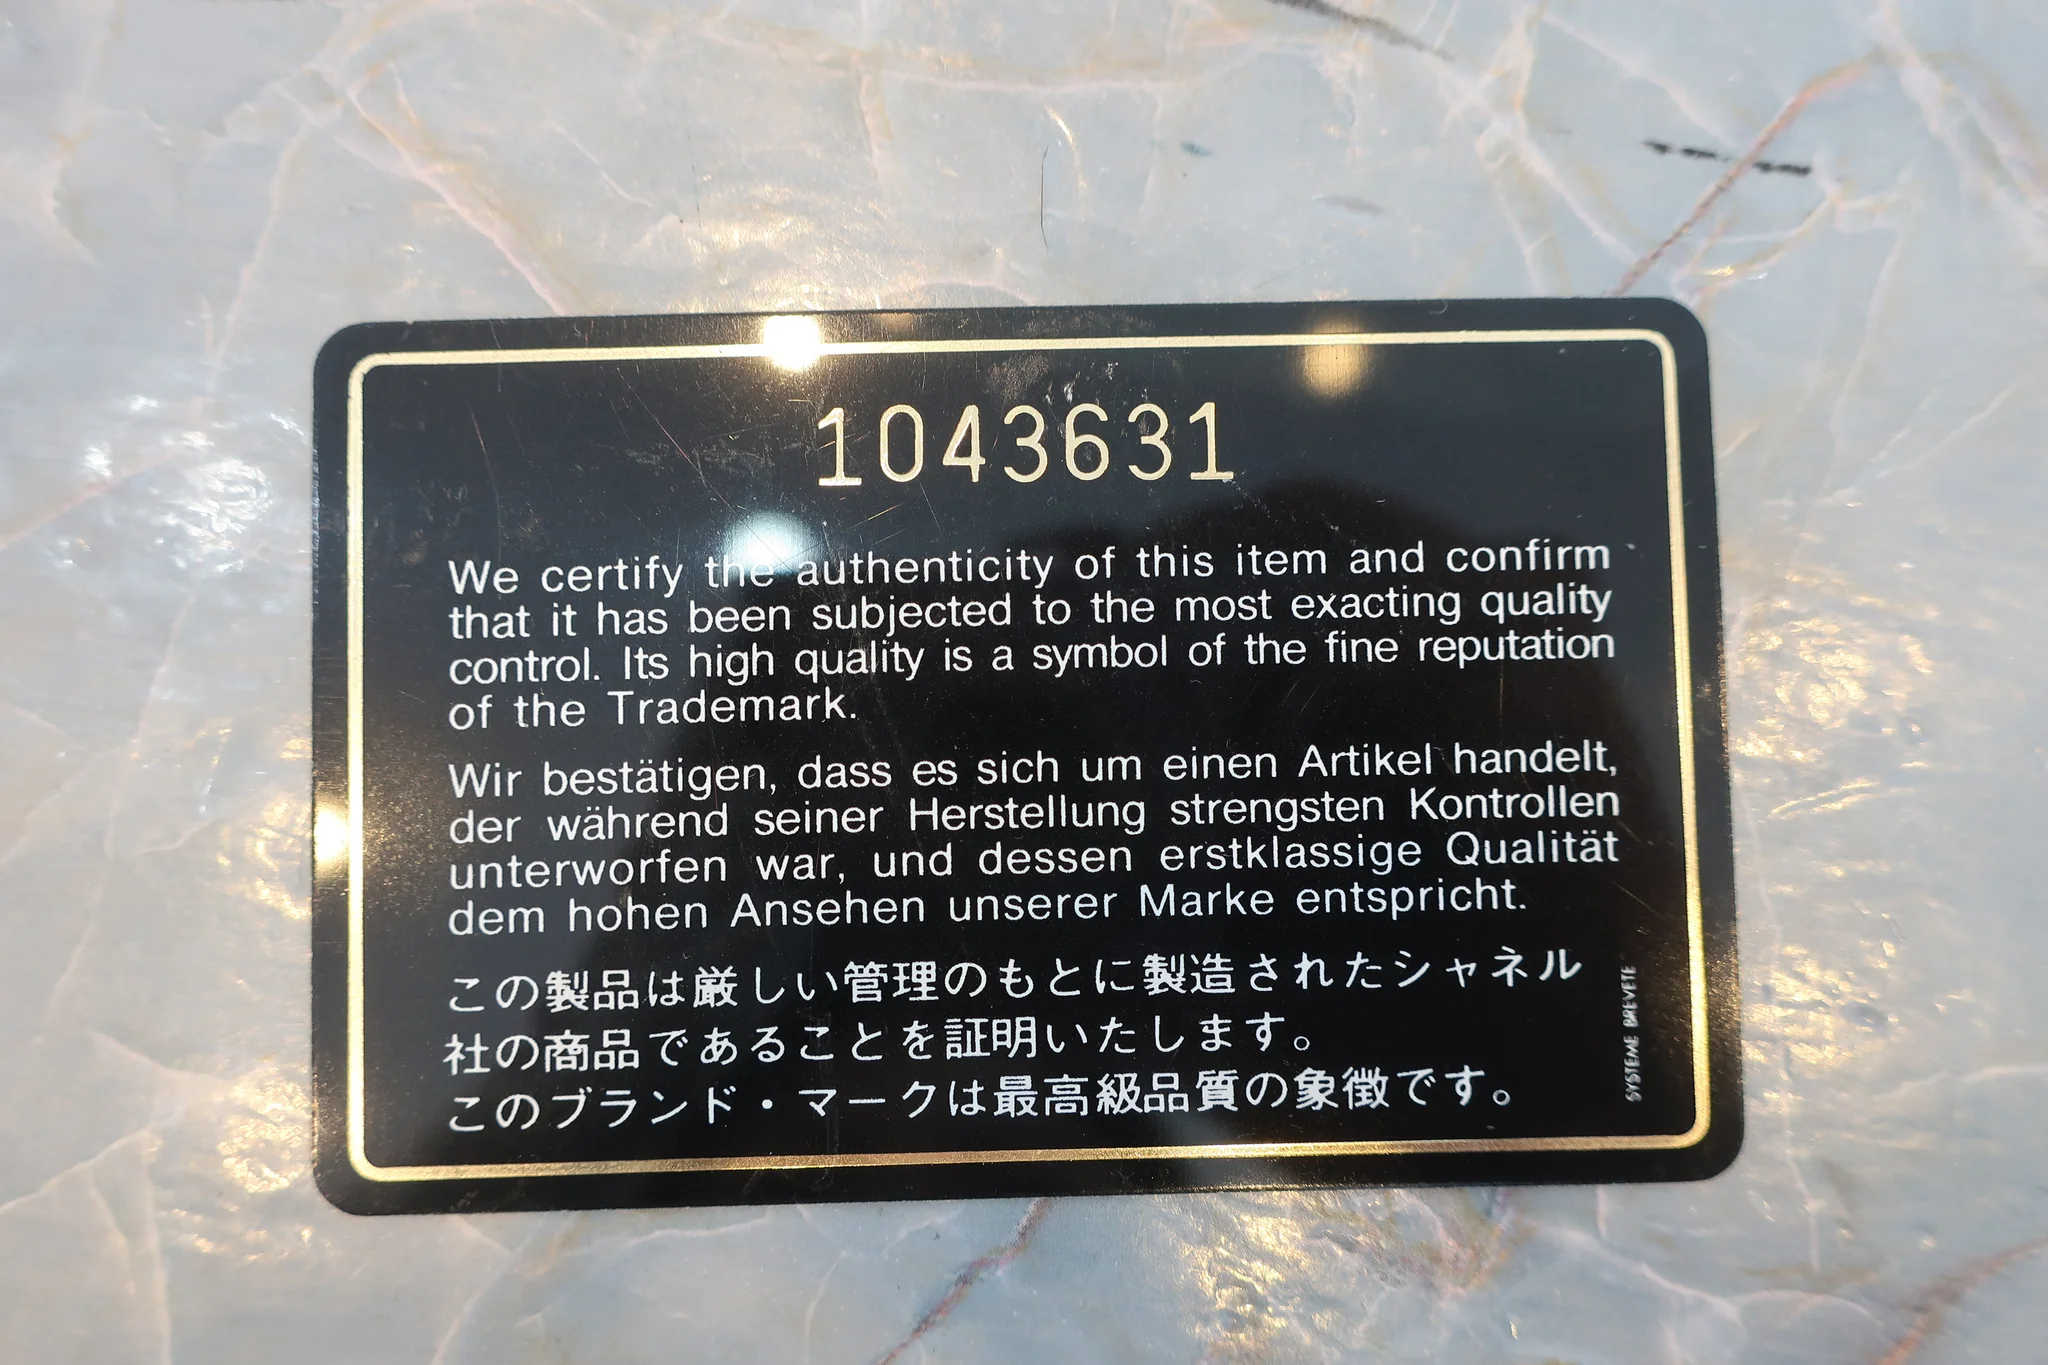 1043631
We certify the authenticity of this item and confirm
that it has been subjected to the most exacting quality
control. Its high quality is a symbol of the fine reputation
of the Trademark.
Wir bestätigen, dass es sich um einen Artikel handelt,
der während seiner Herstellung strengsten Kontrollen
unterworfen war, und dessen erstklassige Qualität
dem hohen Ansehen unserer Marke entspricht.
この製品は厳しい管理のもとに製造されたシャネル
社の商品であることを証明いたします。
このブランド・マークは最高級品質の象徴です。
SYSTEME BREVETE